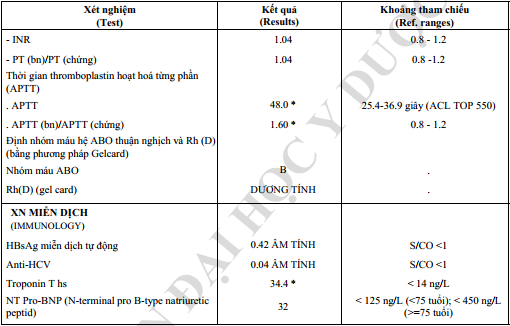 Xét nghiệm Kết quả Khoảng tham chiếu
(Test) (Results) (Ref. ranges)
- INR 1.04 0.8 - 1.2
- PT (bn)/PT (chứng) 1.04 0.8 -1.2
Thời gian thromboplastin hoạt hoá từng phần
(APTT)
. APTT 48.0 * 25.4-36.9 giây (ACL TOP 550)
. APTT (bn)/APTT (chứng) 1.60 * 0.8 - 1.2
Định nhóm máu hệ ABO thuận nghịch và Rh (D)
(bằng phương pháp Gelcard)
Nhóm máu ABO B .
Rh(D) (gel card) DƯƠNG TÍNH .
XN MIỄN DỊCH
(IMMUNOLOGY)
HBsAg miễn dịch tự động 0.42 ÂM TÍNH S/CO <1
Anti-HCV 0.04 ÂM TÍNH S/CO <1
Troponin T hs 34.4 * < 14 ng/L
NT Pro-BNP (N-terminal pro B-type natriuretic 32 < 125 ng/L (<75 tuổi); < 450 ng/L
peptid) (>=75 tuổi)
ĐẠI HỌC Y DƯỢC